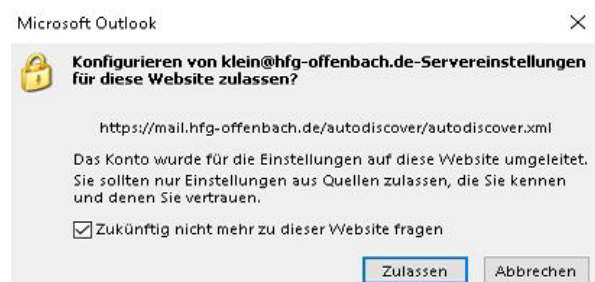 Microsoft Outlook
Konfigurieren von klein@hfg-offenbach.de-Servereinstellungen
für diese Website zulassen?
https://mail.hfg-offenbach.de/autodiscover/autodiscover.xml
Das Konto wurde für die Einstellungen auf diese Website umgeleitet.
Sie sollten nur Einstellungen aus Quellen zulassen, die Sie kennen
und denen Sie vertrauen.
Zukünftig nicht mehr zu dieser Website fragen
Zulassen Abbrechen